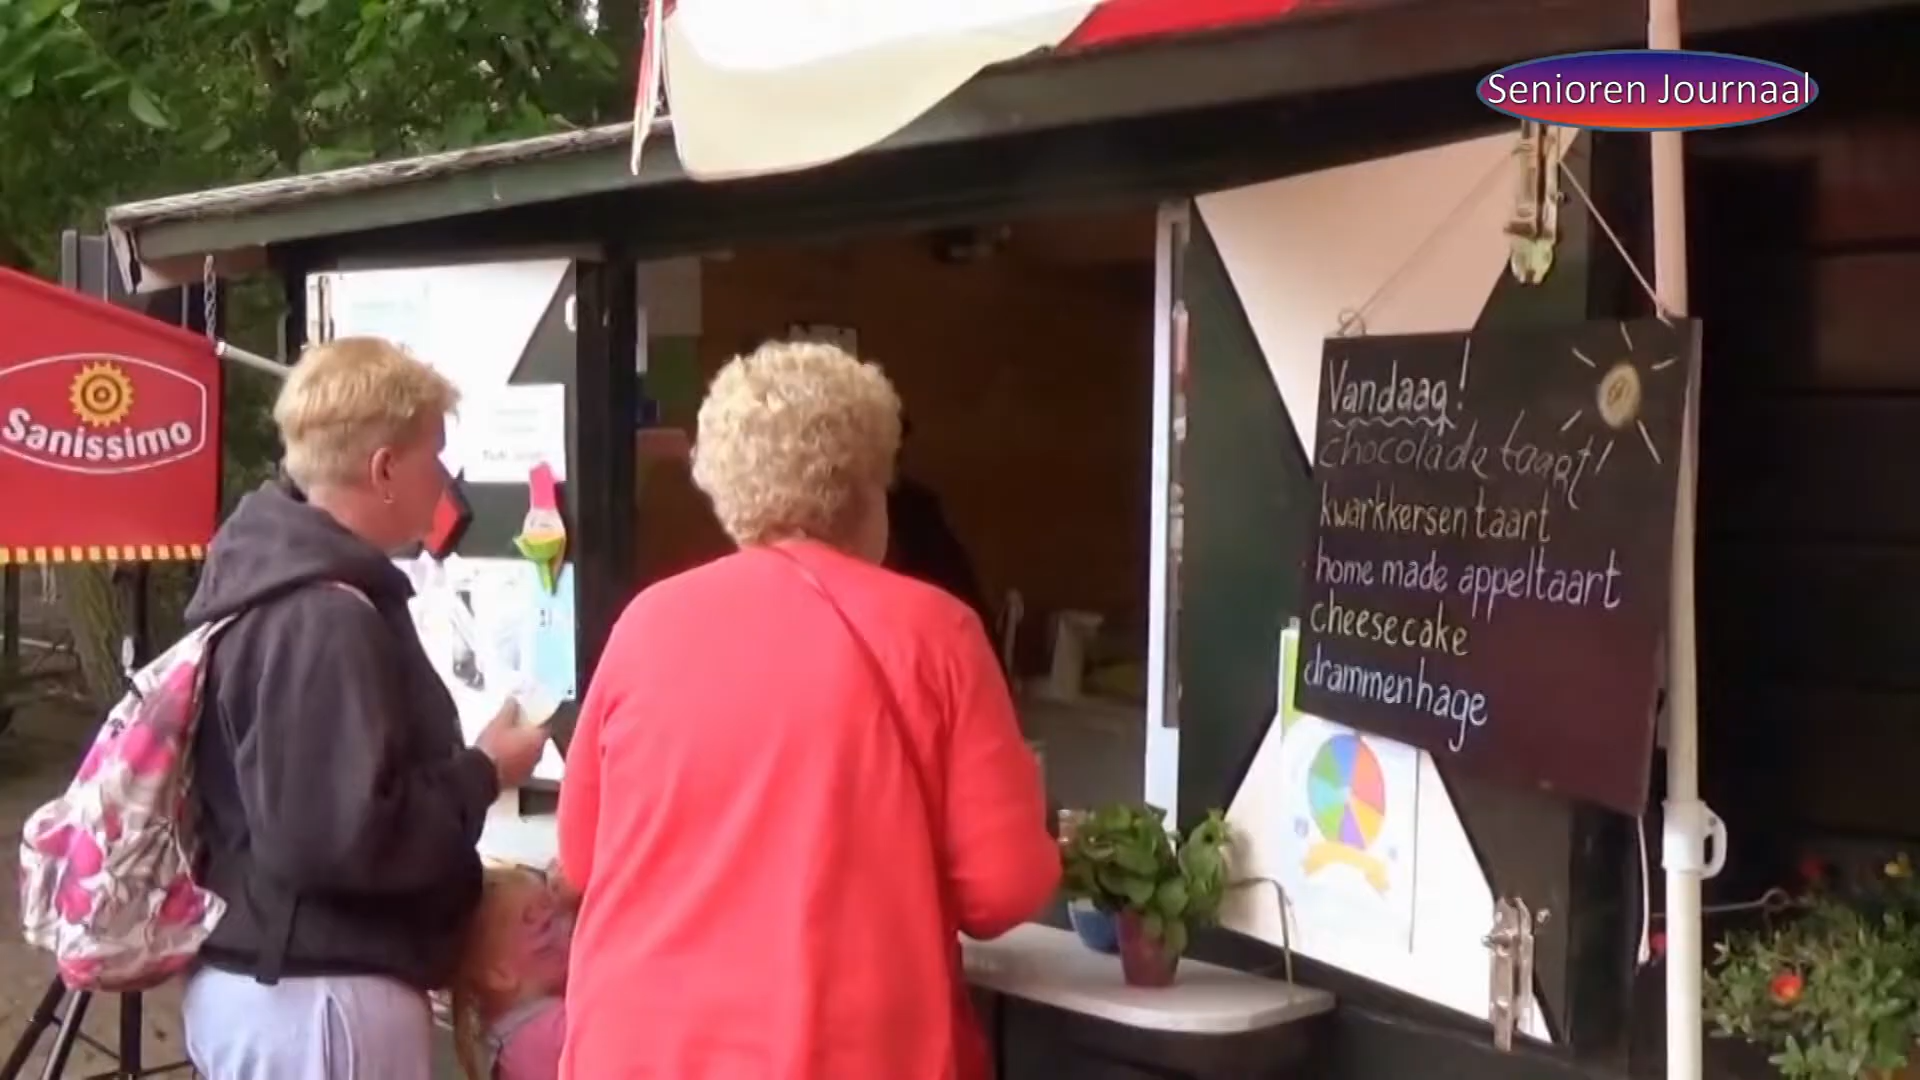 Senioren Journaal
Sanissimo
Vandaag!
chocolade taart!
kwarkkersentaart
home made appeltaart
cheesecake
drammenhage